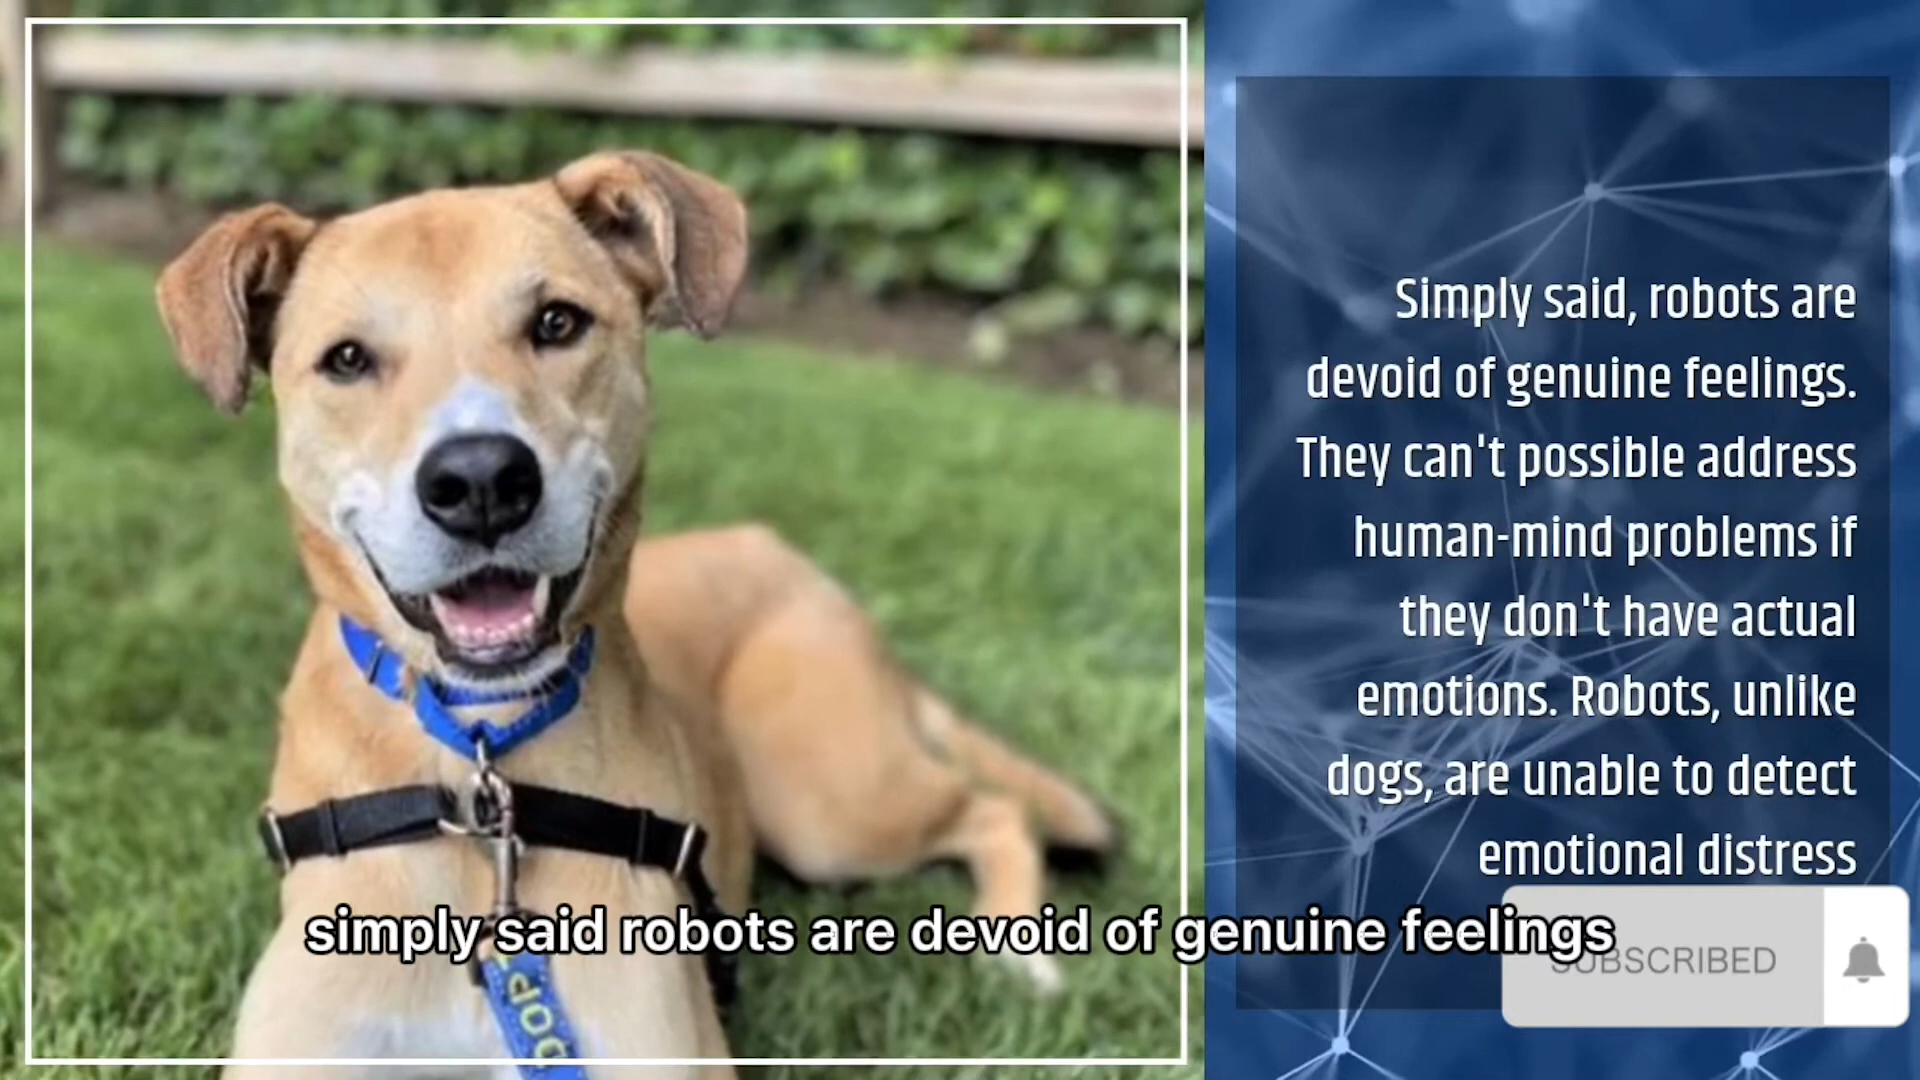 Simply said, robots are
devoid of genuine feelings.
They can't possible address
human-mind problems if
they don't have actual
emotions. Robots, unlike
dogs, are unable to detect
emotional distress
simply said robots are devoid of genuine feelings
SUBSCRIBED